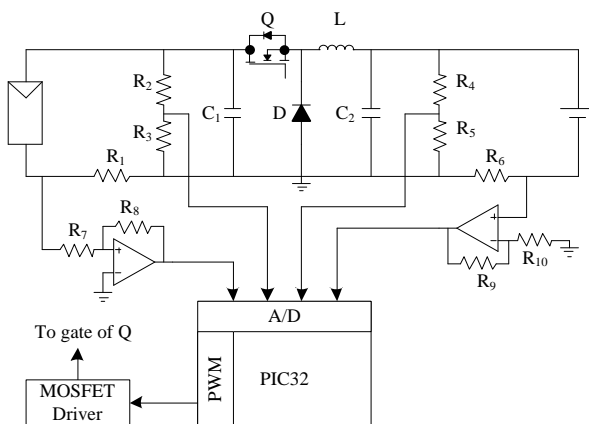 Q
L
R2
R4
C1
D
C2
R3
R5
R1
R6
R8
R7
+
−
+
−
R10
R9
A/D
To gate of Q
PWM
PIC32
MOSFET
Driver